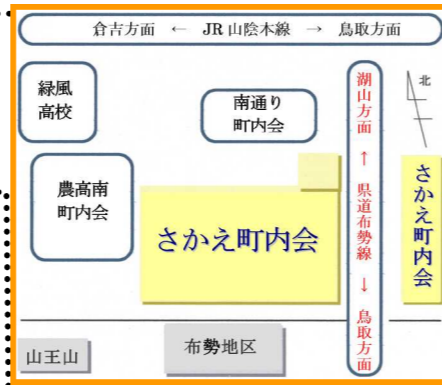 倉吉方面 ← JR山陰本線 → 鳥取方面
緑風
高校
南通り
町内会
湖山方面 ↑ 県道布勢線 ↓ 鳥取方面
北
農高南
町内会
さかえ町内会
さかえ町内会
山王山
布勢地区